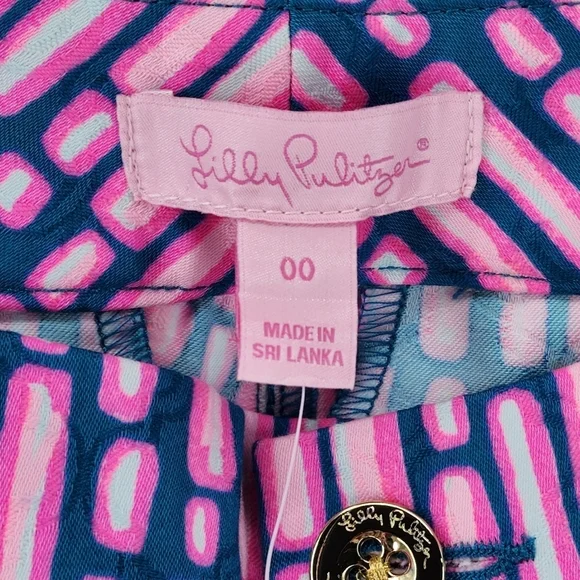 Lilly Pulitzer®
00
MADE IN
SRI LANKA
Lilly Pulitzer